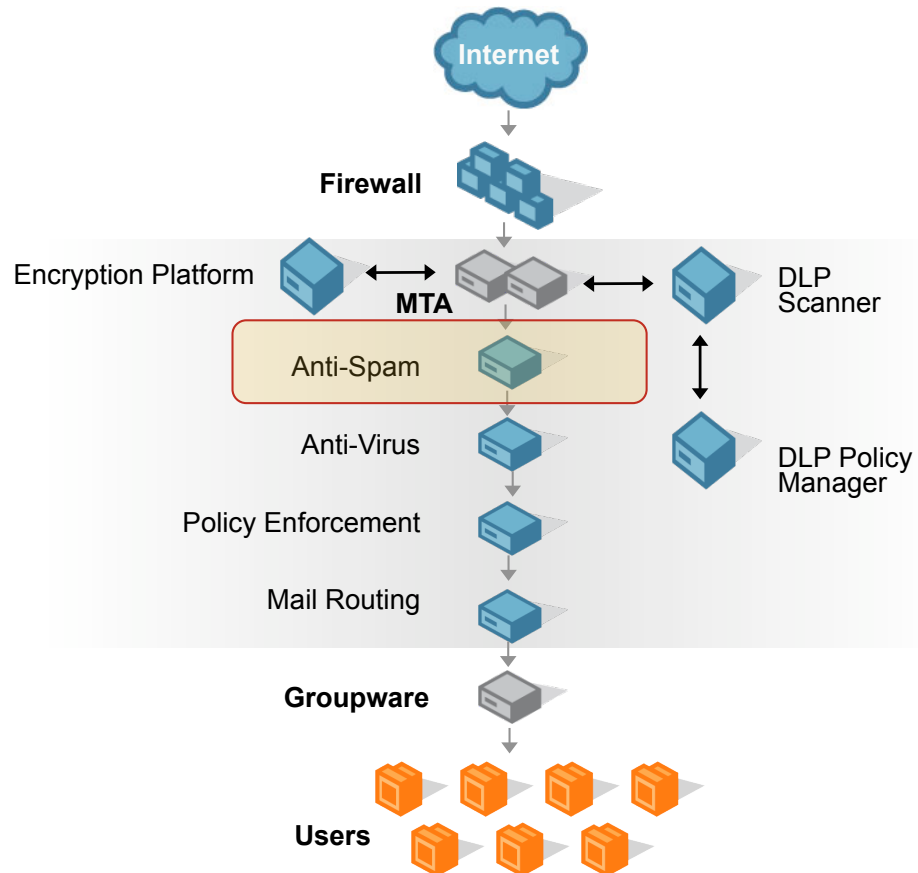 Internet
Firewall
Encryption Platform
MTA
DLP
Scanner
Anti-Spam
Anti-Virus
DLP Policy
Manager
Policy Enforcement
Mail Routing
Groupware
Users